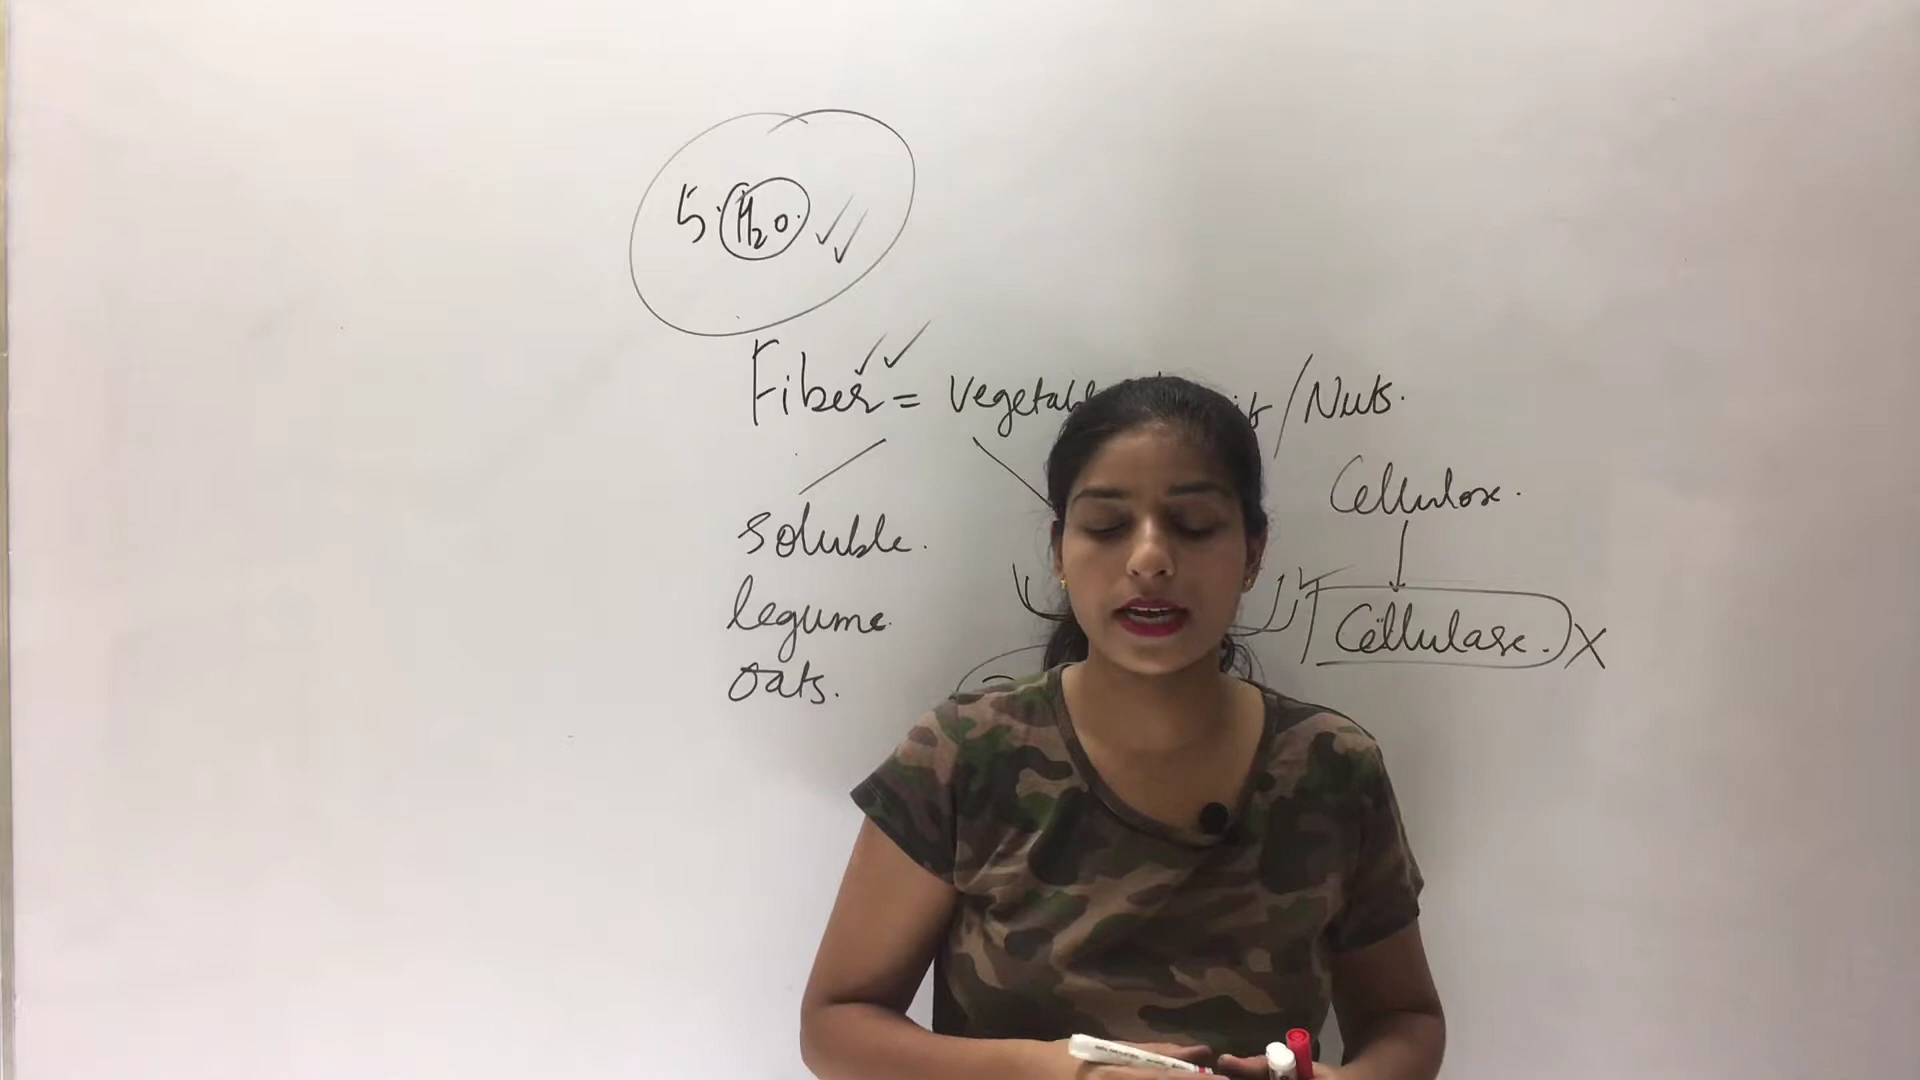 5. H₂O.
Fiber = Vegetabl / Nuts.
Cellulose.
Soluble.
legume.
Cellulase. X
Oats.